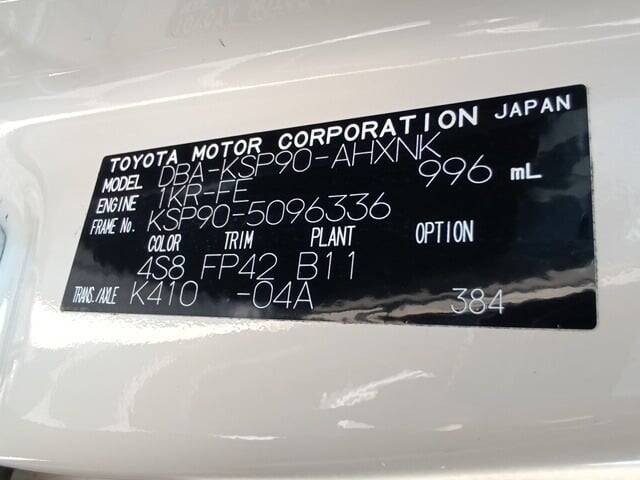 TOYOTA MOTOR CORPORATION JAPAN
MODEL DBA-KSP90-AHXNK
ENGINE 1KR-FE 996 mL
FRAME No. KSP90-5096336
COLOR TRIM PLANT OPTION
4S8 FP42 B11
TRANS./AXLE K410 -04A 384